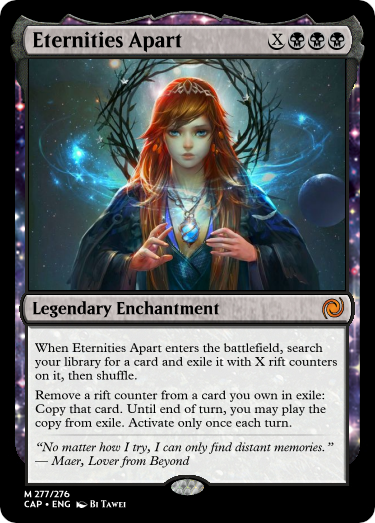 Eternities Apart X
Legendary Enchantment
When Eternities Apart enters the battlefield, search
your library for a card and exile it with X rift counters
on it, then shuffle.
Remove a rift counter from a card you own in exile:
Copy that card. Until end of turn, you may play the
copy from exile. Activate only once each turn.
“No matter how I try, I can only find distant memories.”
— Maer, Lover from Beyond
M 277/276
CAP • ENG Bi Tawei